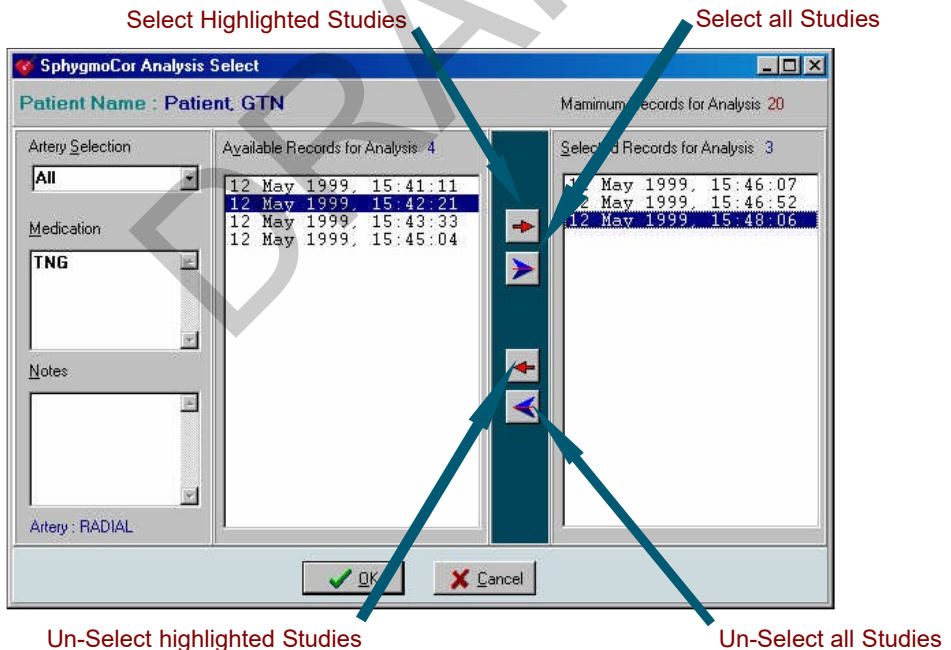 Select Highlighted Studies
Select all Studies
SphygmoCor Analysis Select
Patient Name : Patient, GTN
Mamimum Records for Analysis 20
Artery Selection
All
Medication
TNG
Notes
Artery : RADIAL
Available Records for Analysis 4
12 May 1999, 15:41:11
12 May 1999, 15:42:21
12 May 1999, 15:43:33
12 May 1999, 15:45:04
Selected Records for Analysis 3
12 May 1999, 15:46:07
12 May 1999, 15:46:52
12 May 1999, 15:48:06
OK
Cancel
Un-Select highlighted Studies
Un-Select all Studies